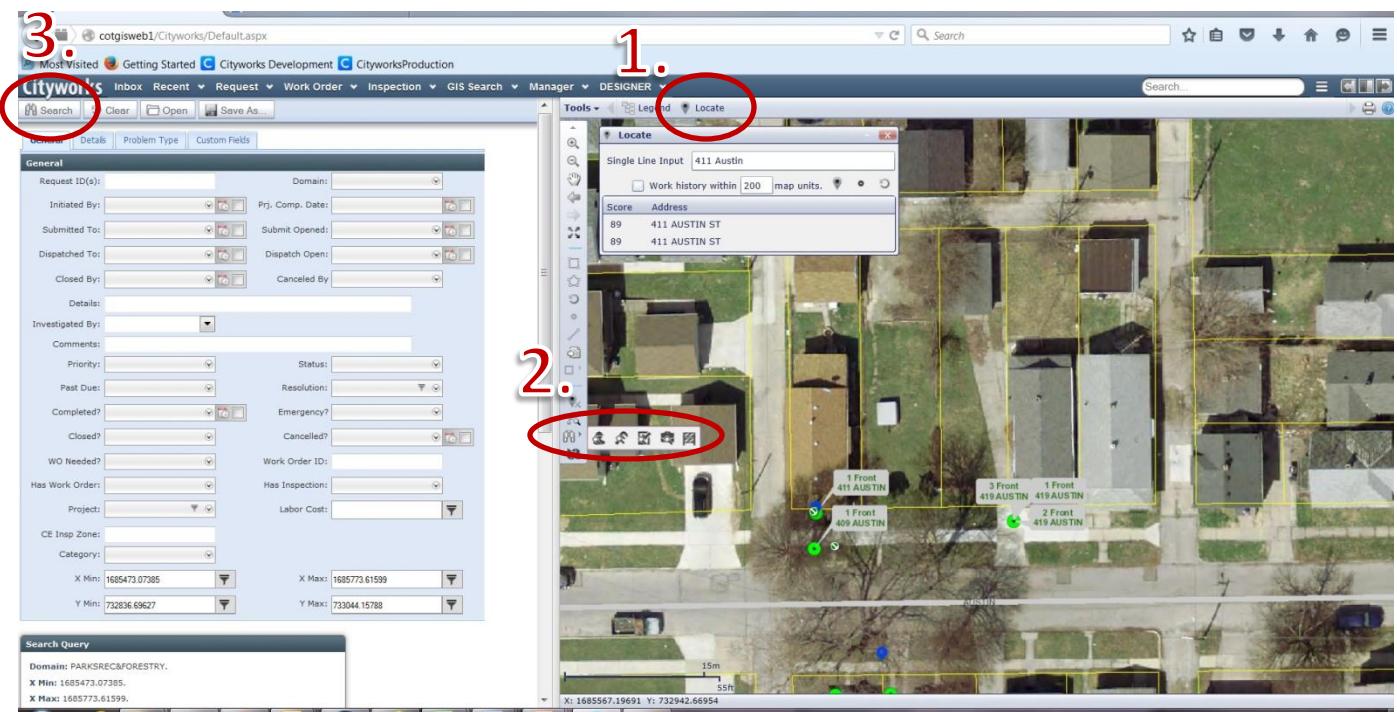 3.
1.
cotgisweb1/Cityworks/Default.aspx
Search
Most Visited Getting Started Cityworks Development CityworksProduction
Cityworks Inbox Recent Request Work Order Inspection GIS Search Manager DESIGNER Search...
Search Clear Open Save As...
Tools Legend Locate
General Details Problem Type Custom Fields
General
Request ID(s): Domain:
Initiated By: Prj. Comp. Date:
Submitted To: Submit Opened:
Dispatched To: Dispatch Open:
Closed By: Canceled By
Details:
Investigated By:
Comments:
Priority: Status:
Past Due: Resolution:
Completed? Emergency?
Closed? Cancelled?
WO Needed? Work Order ID:
Has Work Order: Has Inspection:
Project: Labor Cost:
CE Insp Zone:
Category:
X Min: 1685473.07385 X Max: 1685773.61599
Y Min: 732836.69627 Y Max: 733044.15788
Search Query
Domain: PARKSREC&FORESTRY.
X Min: 1685473.07385.
X Max: 1685773.61599.
Locate
Single Line Input 411 Austin
Work history within 200 map units.
Score Address
89 411 AUSTIN ST
89 411 AUSTIN ST
2.
1 Front
411 AUSTIN
1 Front
409 AUSTIN
3 Front
419 AUSTIN
1 Front
419 AUSTIN
2 Front
419 AUSTIN
AUSTIN
15m
55ft
X: 1685567.19691 Y: 732942.66954